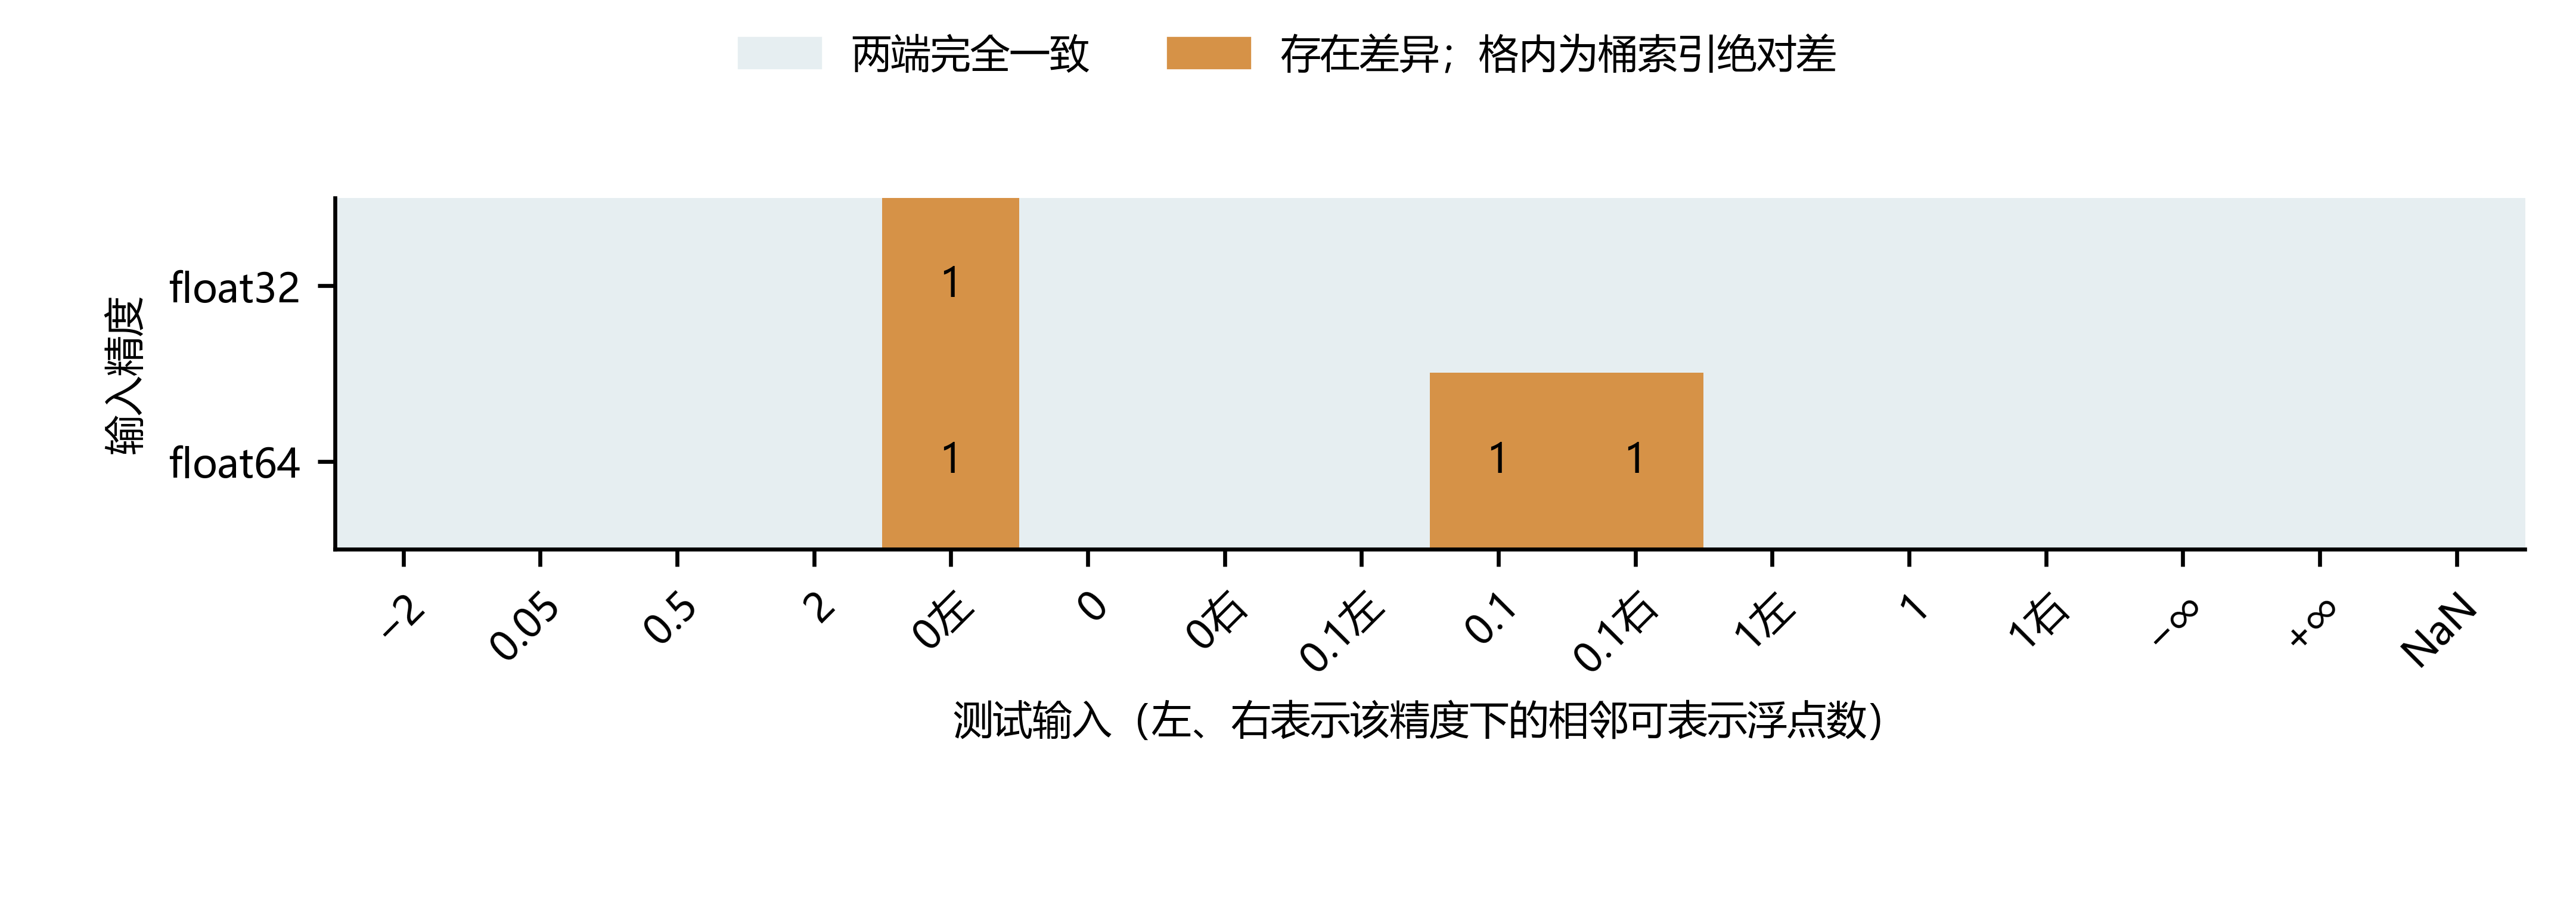 两端完全一致
存在差异；格内为桶索引绝对差
输入精度
float32
1
float64
1
1
1
−2
0.05
0.5
2
0左
0
0右
0.1左
0.1
0.1右
1左
1
1右
−∞
+∞
NaN
测试输入（左、右表示该精度下的相邻可表示浮点数）